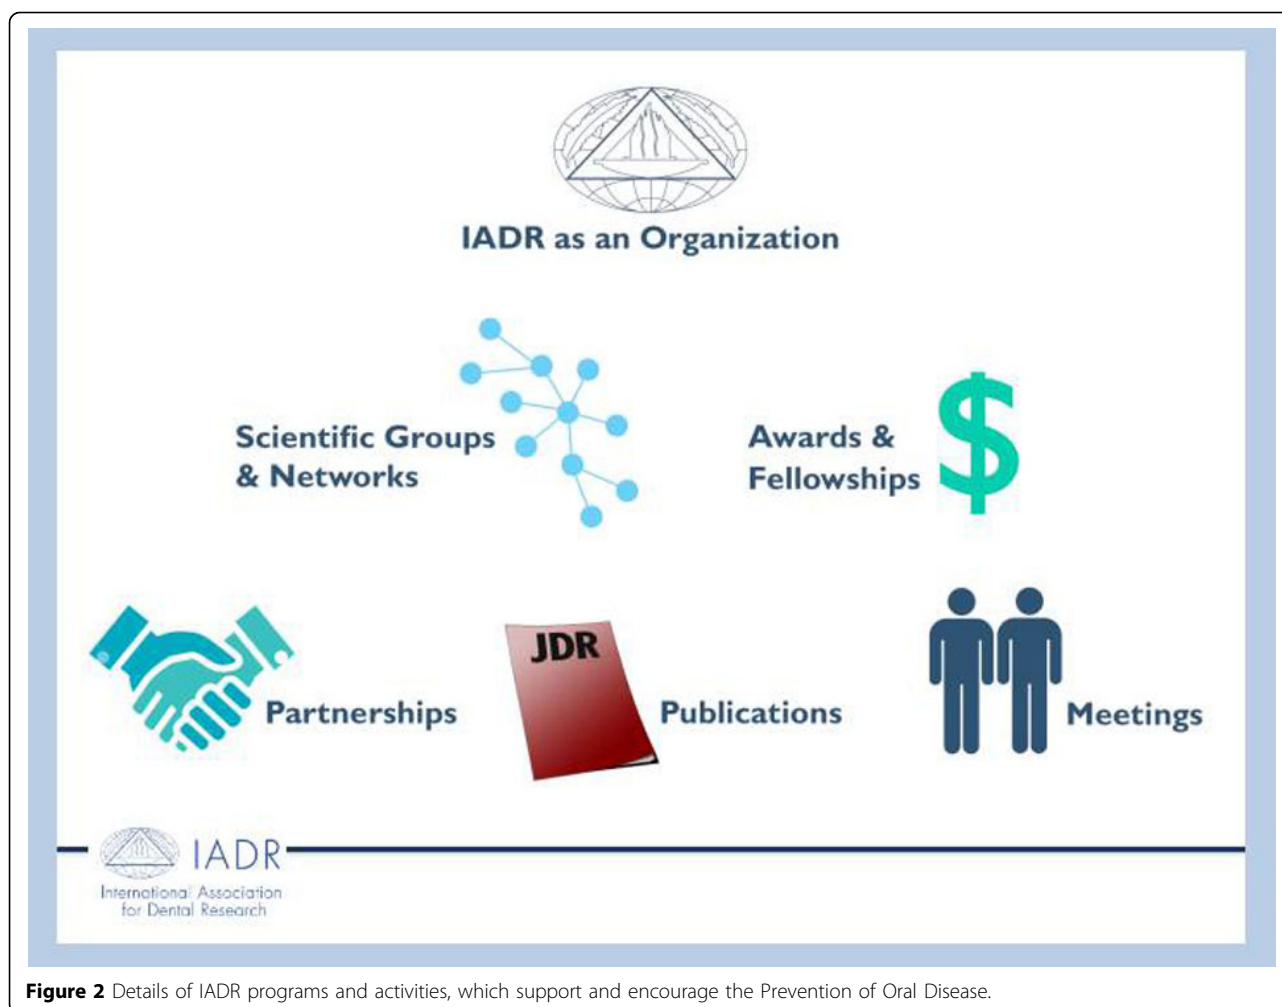 IADR as an Organization
Scientific Groups
& Networks
Awards &
Fellowships
Partnerships
JDR
Publications
Meetings
IADR
International Association
for Dental Research
Figure 2 Details of IADR programs and activities, which support and encourage the Prevention of Oral Disease.